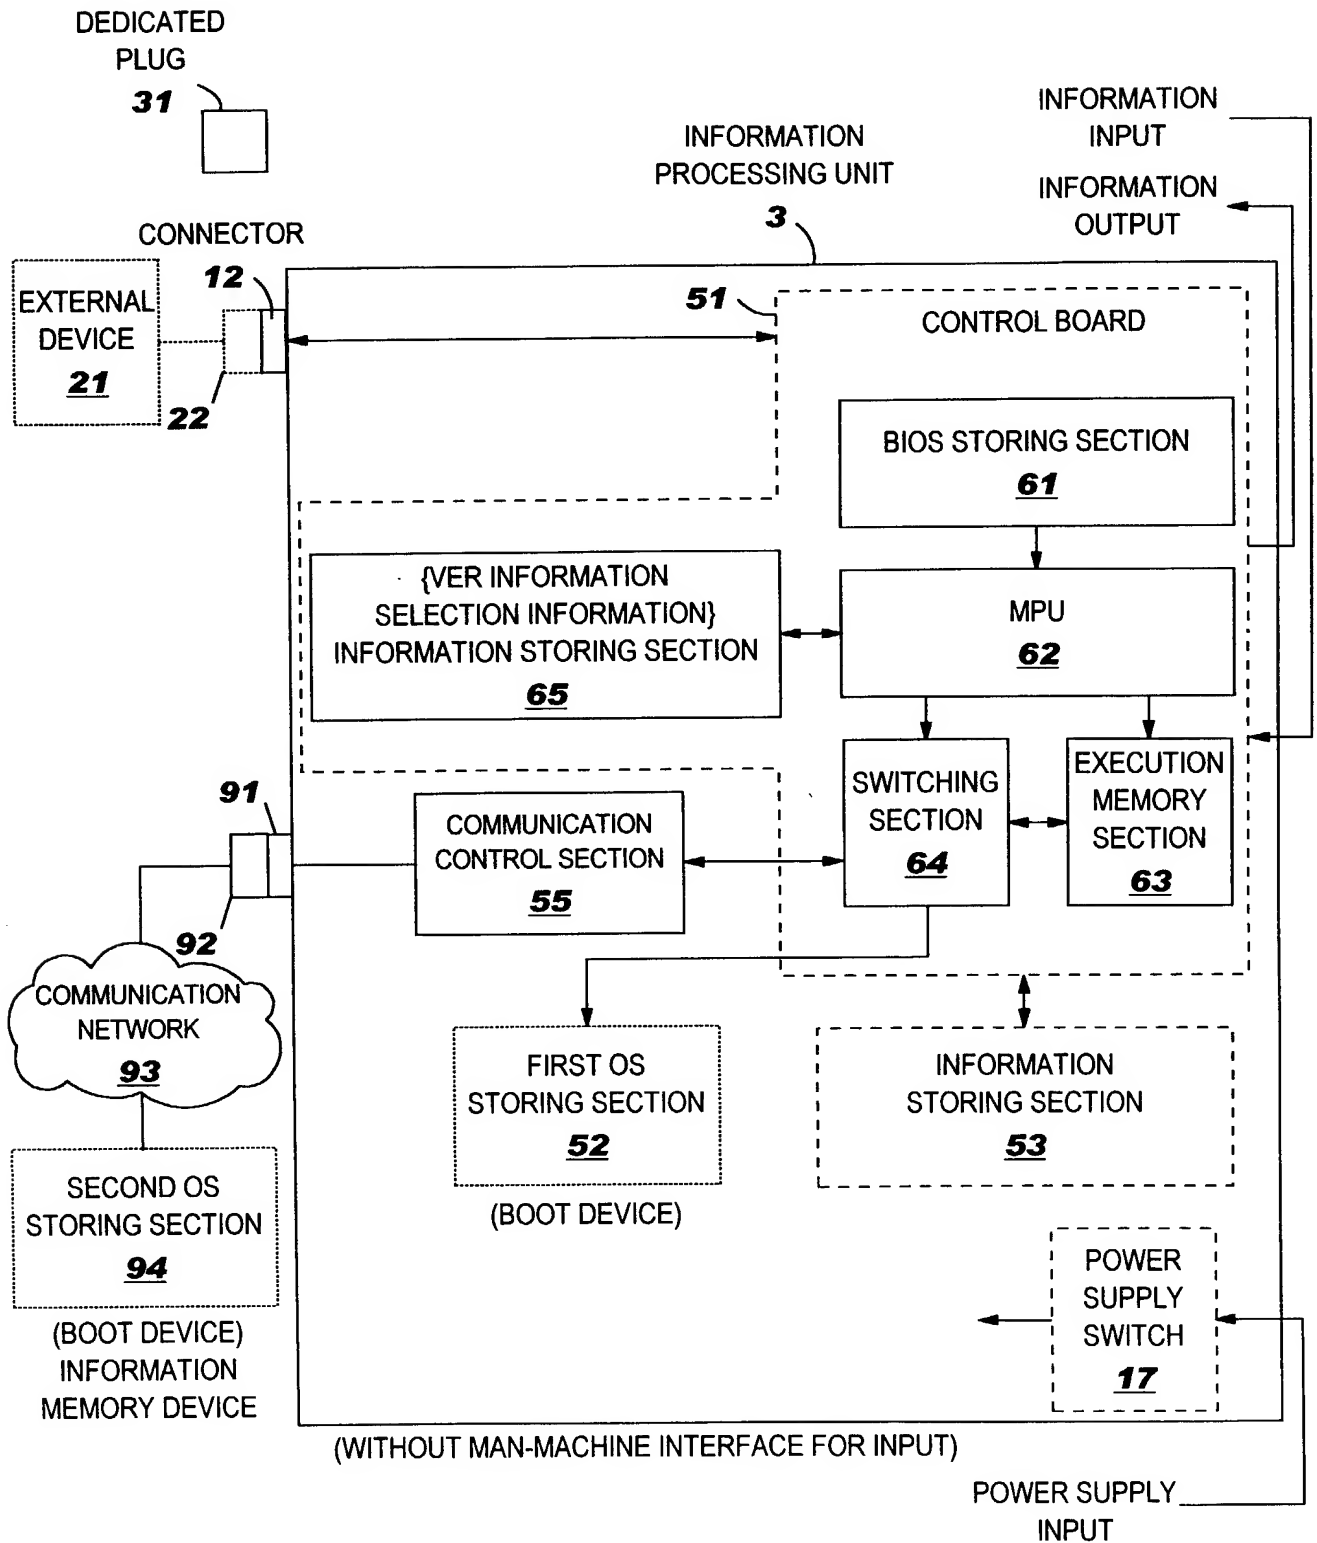 DEDICATED
PLUG
31
INFORMATION
PROCESSING UNIT
3
INFORMATION
INPUT
INFORMATION
OUTPUT
CONNECTOR
12
EXTERNAL
DEVICE
21
22
51
CONTROL BOARD
BIOS STORING SECTION
61
{VER INFORMATION
SELECTION INFORMATION}
INFORMATION STORING SECTION
65
MPU
62
SWITCHING
SECTION
64
EXECUTION
MEMORY
SECTION
63
91
COMMUNICATION
CONTROL SECTION
55
92
COMMUNICATION
NETWORK
93
FIRST OS
STORING SECTION
52
(BOOT DEVICE)
INFORMATION
STORING SECTION
53
SECOND OS
STORING SECTION
94
(BOOT DEVICE)
INFORMATION
MEMORY DEVICE
POWER
SUPPLY
SWITCH
17
(WITHOUT MAN-MACHINE INTERFACE FOR INPUT)
POWER SUPPLY
INPUT